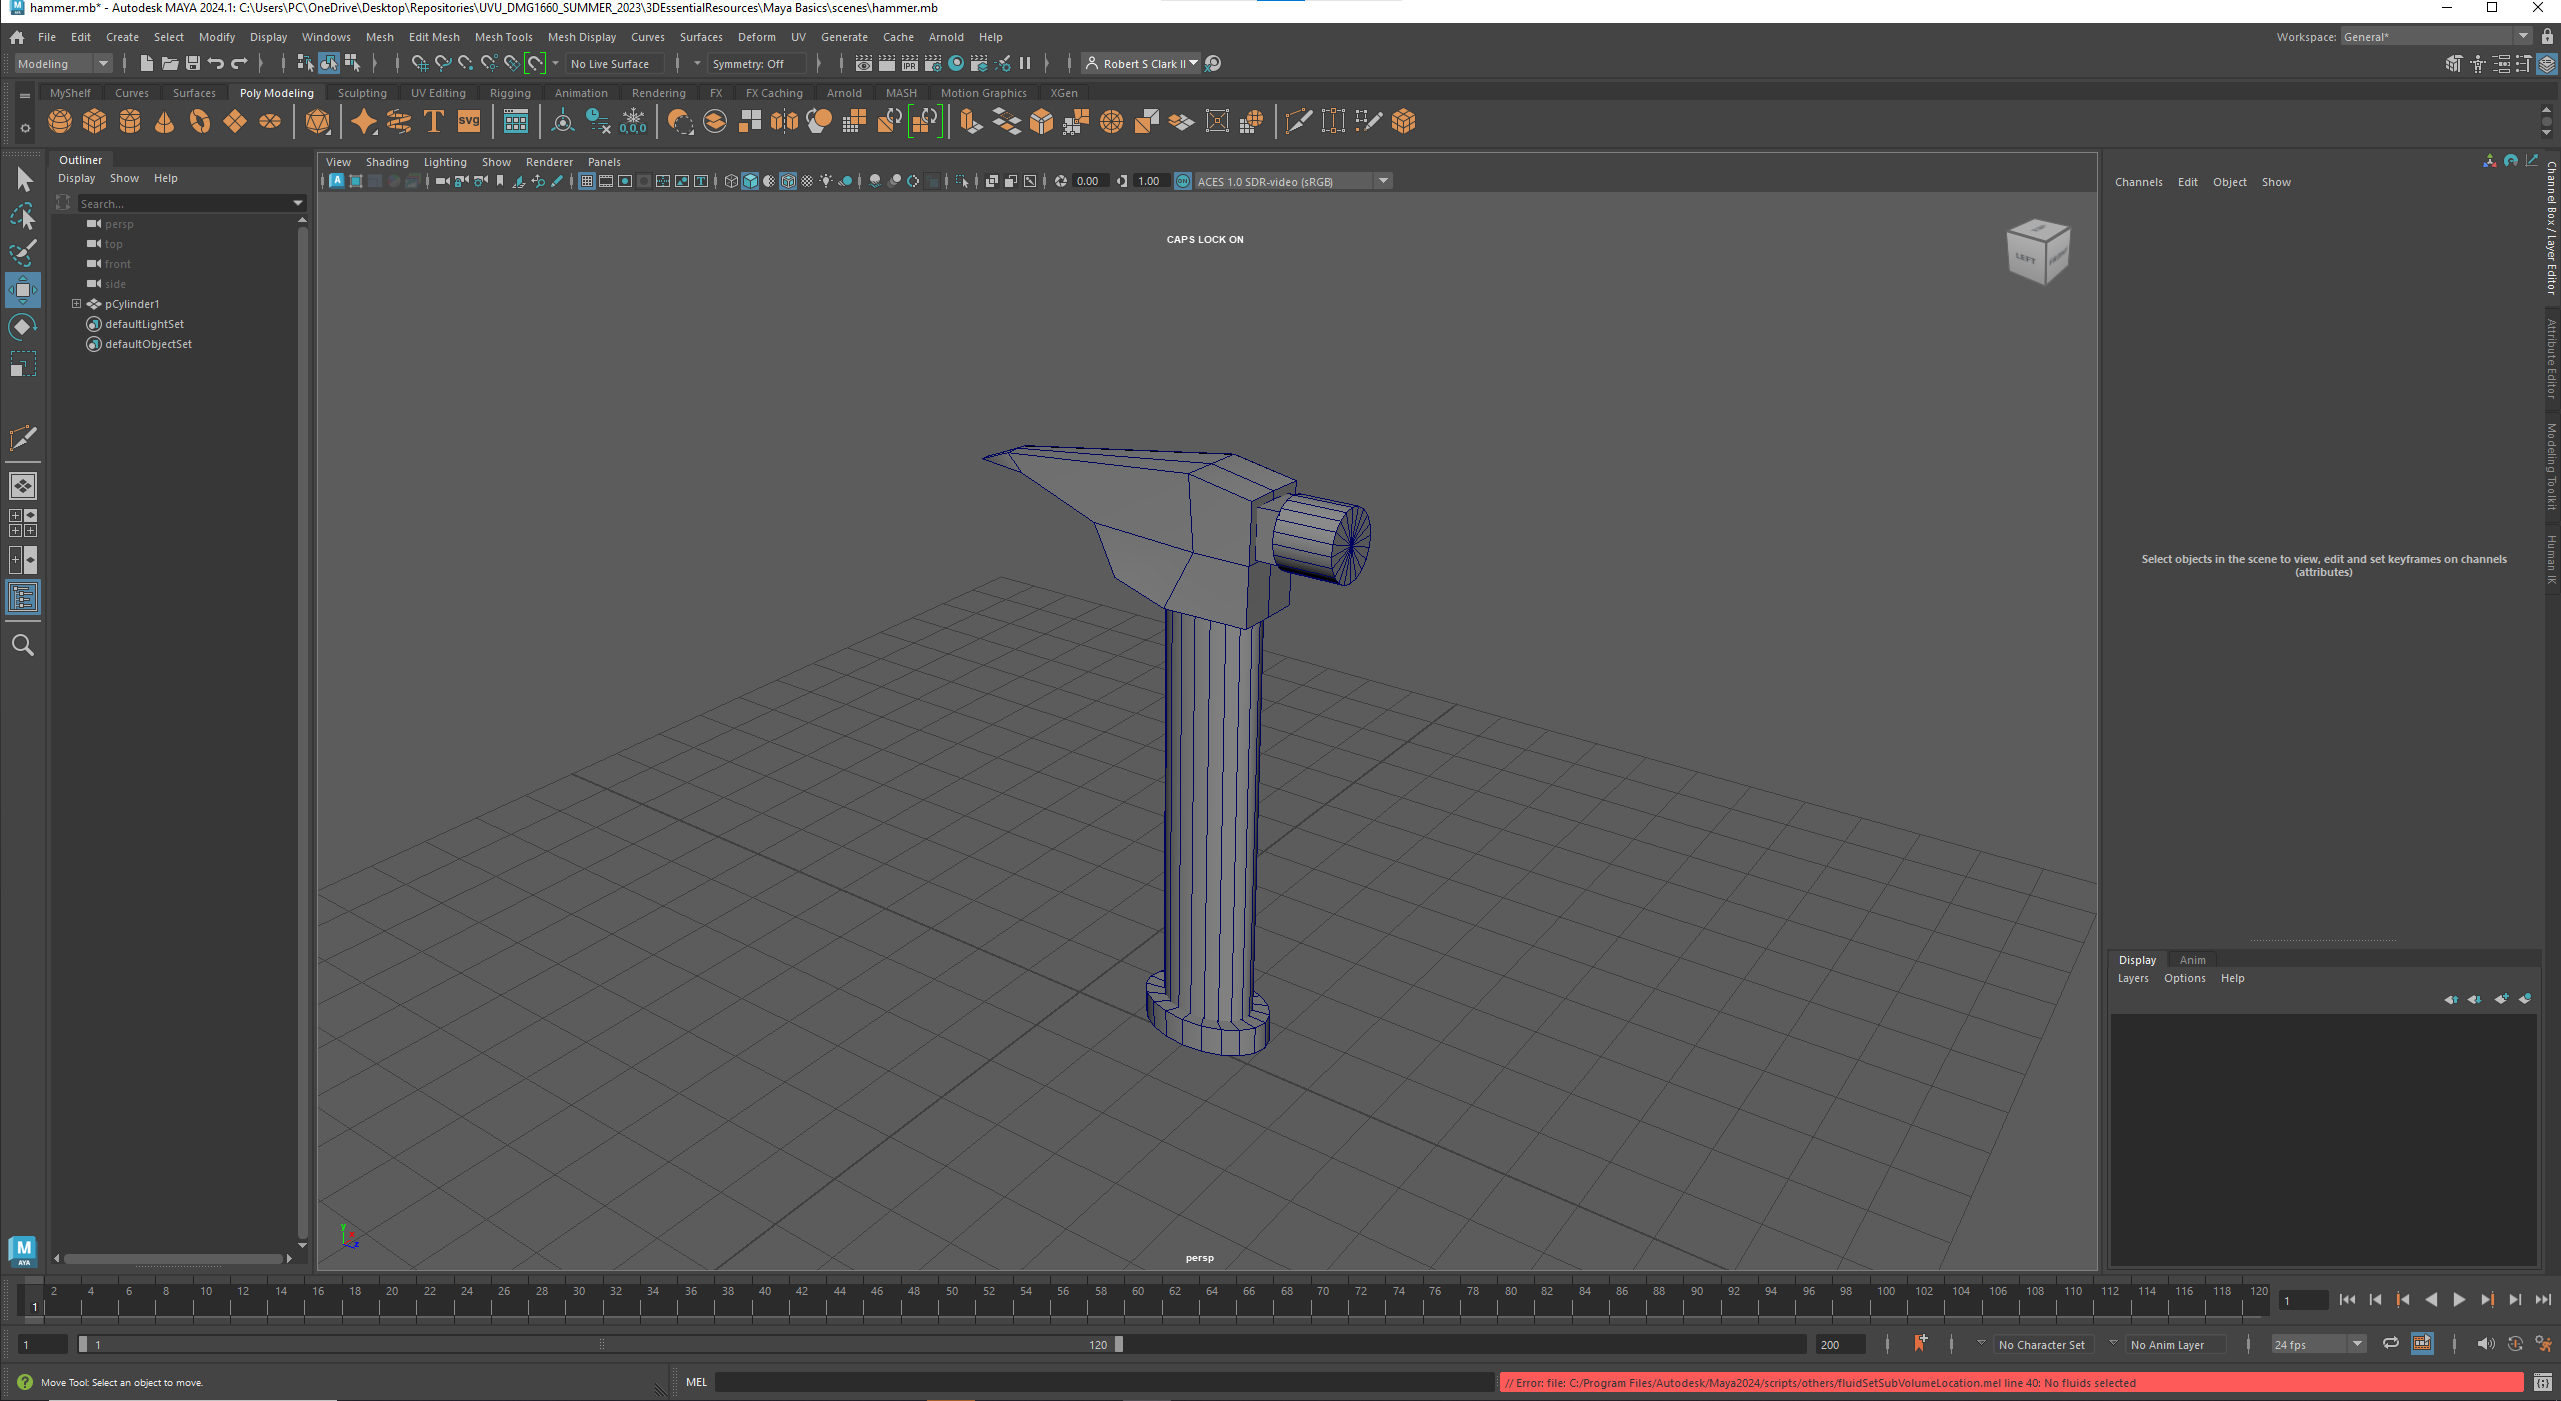 hammer.mb* - Autodesk MAYA 2024.1: C:\Users\PC\OneDrive\Desktop\Repositories\UVU_DMG1660_SUMMER_2023\3DEssentialResources\Maya Basics\scenes\hammer.mb
File Edit Create Select Modify Display Windows Mesh Edit Mesh Mesh Tools Mesh Display Curves Surfaces Deform UV Generate Cache Arnold Help
Workspace: General*
Modeling
No Live Surface
Symmetry: Off
IPR
Robert S Clark II
MyShelf Curves Surfaces Poly Modeling Sculpting UV Editing Rigging Animation Rendering FX FX Caching Arnold MASH Motion Graphics XGen
T
svg
0,0,0
Outliner
Display Show Help
Search...
persp
top
front
side
pCylinder1
defaultLightSet
defaultObjectSet
View Shading Lighting Show Renderer Panels
0.00
1.00
ON
ACES 1.0 SDR-video (sRGB)
CAPS LOCK ON
LEFT
persp
y
z
Channels Edit Object Show
Select objects in the scene to view, edit and set keyframes on channels
(attributes)
Channel Box / Layer Editor
Attribute Editor
Modeling Toolkit
Human IK
Display Anim
Layers Options Help
M
AYA
2 4 6 8 10 12 14 16 18 20 22 24 26 28 30 32 34 36 38 40 42 44 46 48 50 52 54 56 58 60 62 64 66 68 70 72 74 76 78 80 82 84 86 88 90 92 94 96 98 100 102 104 106 108 110 112 114 116 118 120
1
1
1
1
120
200
No Character Set
No Anim Layer
24 fps
Move Tool: Select an object to move.
MEL
// Error: file: C:/Program Files/Autodesk/Maya2024/scripts/others/fluidSetSubVolumeLocation.mel line 40: No fluids selected